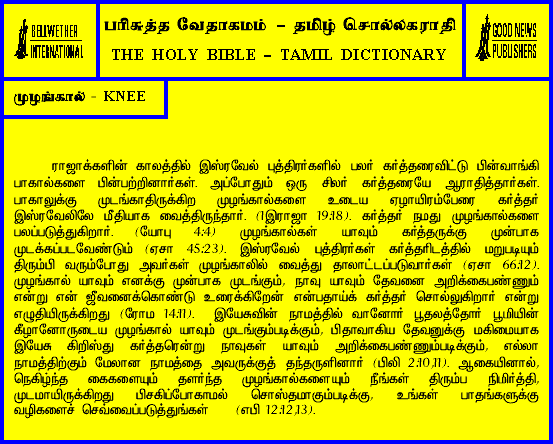 BELLWETHER
INTERNATIONAL
பரிசுத்த வேதாகமம் – தமிழ் சொல்லகராதி
THE HOLY BIBLE – TAMIL DICTIONARY
GOOD NEWS
PUBLISHERS
முழங்கால் - KNEE
ராஜாக்களின் காலத்தில் இஸ்ரவேல் புத்திரர்களில் பலர் கர்த்தரைவிட்டு பின்வாங்கி
பாகால்களை பின்பற்றினார்கள். அப்போதும் ஒரு சிலர் கர்த்தரையே ஆராதித்தார்கள்.
பாகாலுக்கு முடங்காதிருக்கிற முழங்கால்களை உடைய ஏழாயிரம்பேரை கர்த்தர்
இஸ்ரவேலிலே மீதியாக வைத்திருந்தார். (1இராஜா 19:18). கர்த்தர் நமது முழங்கால்களை
பலப்படுத்துகிறார். (யோபு 4:4) முழங்கால்கள் யாவும் கர்த்தருக்கு முன்பாக
முடக்கப்படவேண்டும் (ஏசா 45:23). இஸ்ரவேல் புத்திரர்கள் கர்த்தரிடத்தில் மறுபடியும்
திரும்பி வரும்போது அவர்கள் முழங்காலில் வைத்து தாலாட்டப்படுவார்கள் (ஏசா 66:12).
முழங்கால் யாவும் எனக்கு முன்பாக முடங்கும், நாவு யாவும் தேவனை அறிக்கைபண்ணும்
என்று என் ஜீவனைக்கொண்டு உரைக்கிறேன் என்பதாய்க் கர்த்தர் சொல்லுகிறார் என்று
எழுதியிருக்கிறது (ரோம 14:11). இயேசுவின் நாமத்தில் வானோர் பூதலத்தோர் பூமியின்
கீழானோருடைய முழங்கால் யாவும் முடங்கும்படிக்கும், பிதாவாகிய தேவனுக்கு மகிமையாக
இயேசு கிறிஸ்து கர்த்தரென்று நாவுகள் யாவும் அறிக்கைபண்ணும்படிக்கும், எல்லா
நாமத்திற்கும் மேலான நாமத்தை அவருக்குத் தந்தருளினார் (பிலி 2:10,11). ஆகையினால்,
நெகிழ்ந்த கைகளையும் தளர்ந்த முழங்கால்களையும் நீங்கள் திரும்ப நிமிர்த்தி,
முடமாயிருக்கிறது பிசகிப்போகாமல் சொஸ்தமாகும்படிக்கு, உங்கள் பாதங்களுக்கு
வழிகளைச் செவ்வைப்படுத்துங்கள் (எபி 12:12,13).